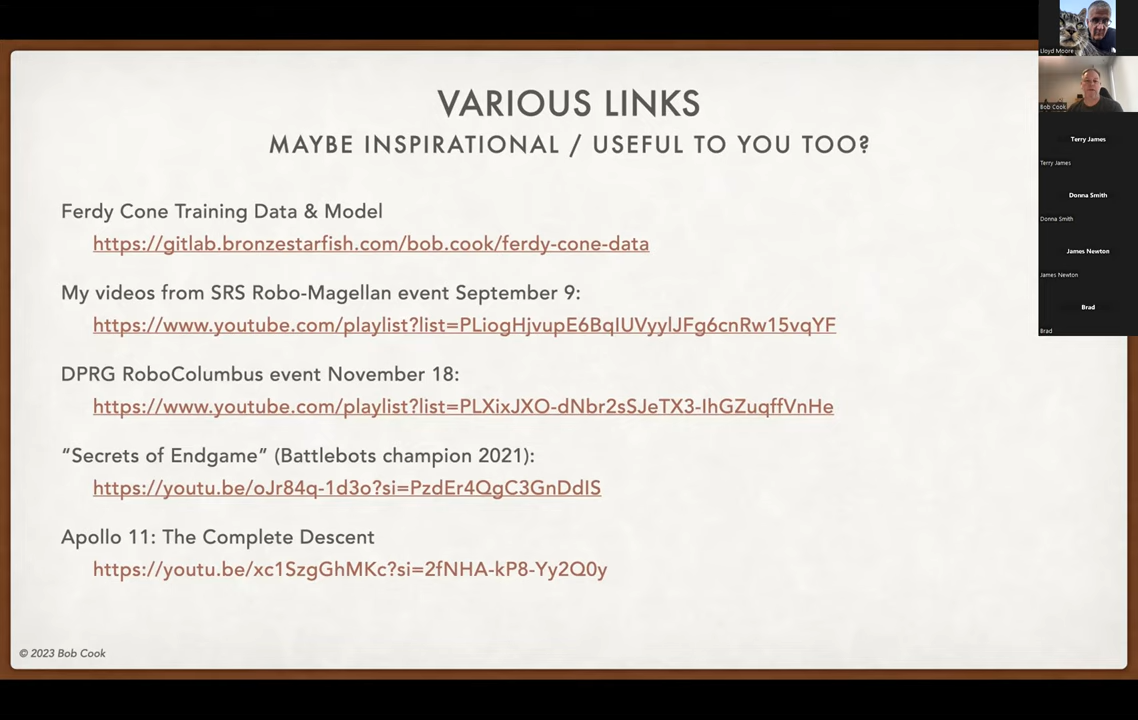 VARIOUS LINKS
MAYBE INSPIRATIONAL / USEFUL TO YOU TOO?
Ferdy Cone Training Data & Model
https://gitlab.bronzestarfish.com/bob.cook/ferdy-cone-data
My videos from SRS Robo-Magellan event September 9:
https://www.youtube.com/playlist?list=PLiogHjvupE6BqIUVyylJFg6cnRw15vqYF
DPRG RoboColumbus event November 18:
https://www.youtube.com/playlist?list=PLXixJXO-dNbr2sSJeTX3-IhGZuqffVnHe
“Secrets of Endgame” (Battlebots champion 2021):
https://youtu.be/oJr84q-1d3o?si=PzdEr4QgC3GnDdIS
Apollo 11: The Complete Descent
https://youtu.be/xc1SzgGhMKc?si=2fNHA-kP8-Yy2Q0y
© 2023 Bob Cook
Lloyd Moore
Bob Cook
Terry James
Terry James
Donna Smith
Donna Smith
James Newton
James Newton
Brad
Brad